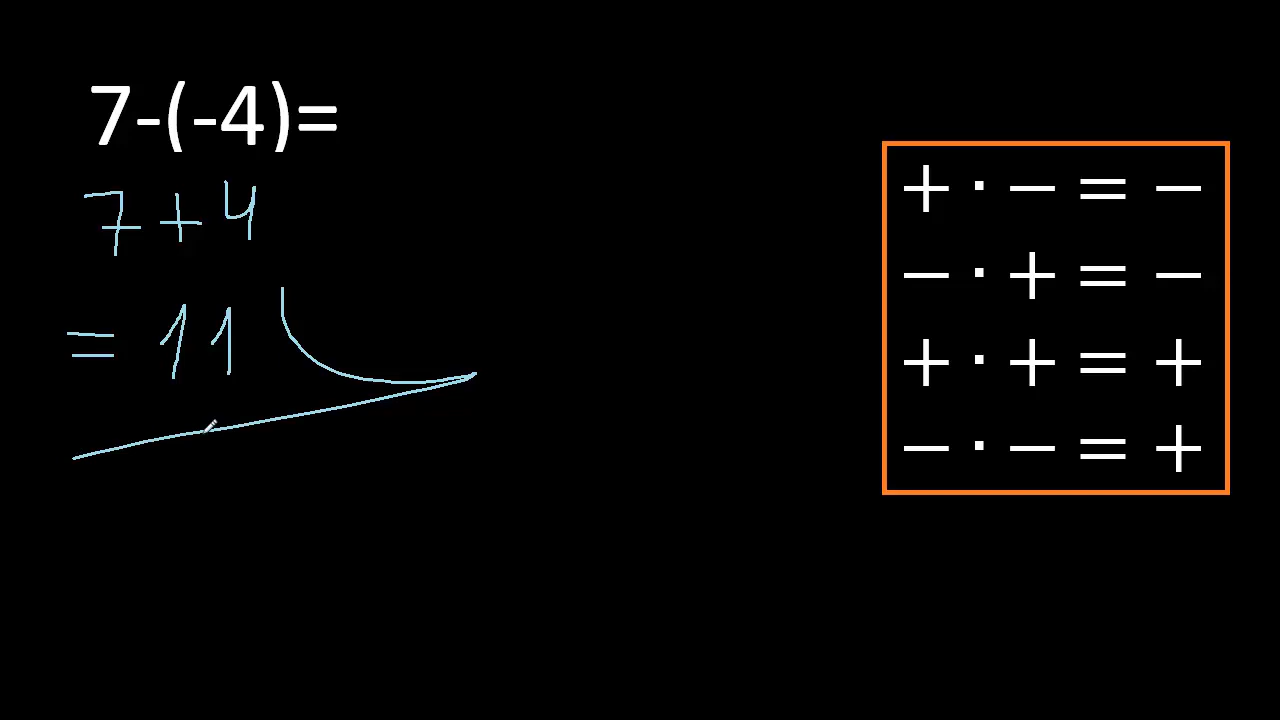 7-(-4)=
7+4
= 11
+ · − = −
− · + = −
+ · + = +
− · − = +